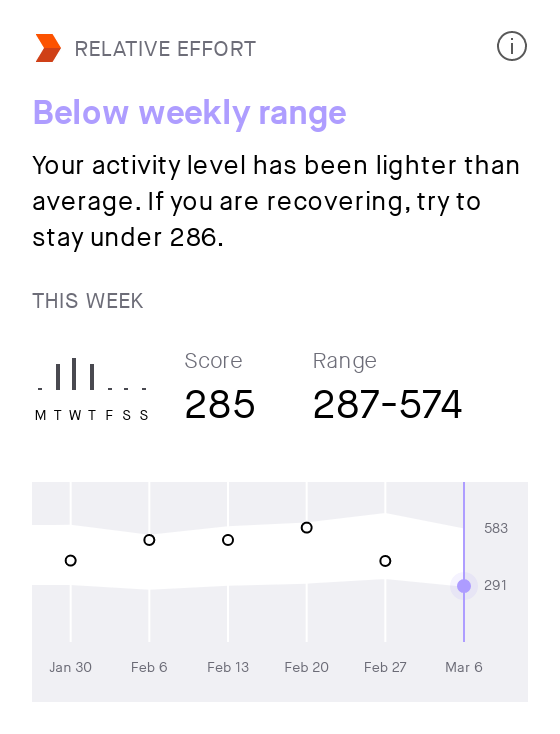 RELATIVE EFFORT
Below weekly range
Your activity level has been lighter than
average. If you are recovering, try to
stay under 286.
THIS WEEK
Score Range
285 287-574
M T W T F S S
583
291
Jan 30 Feb 6 Feb 13 Feb 20 Feb 27 Mar 6